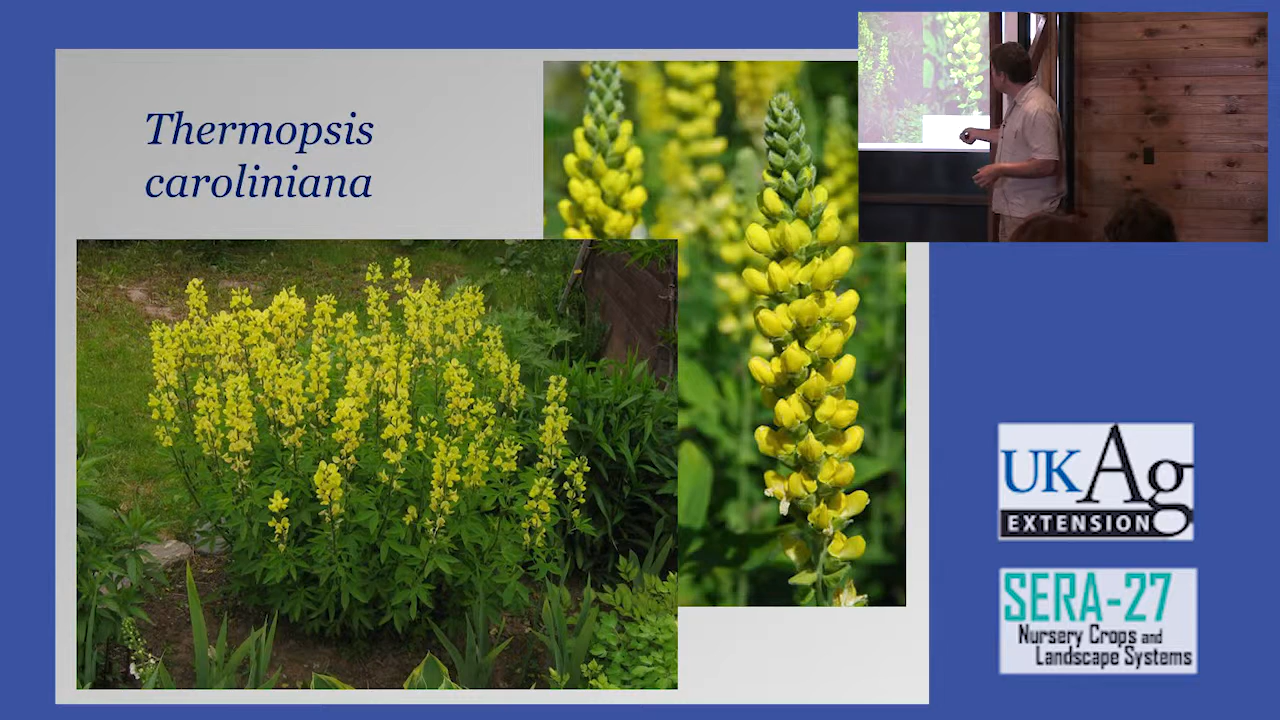 Thermopsis
caroliniana
UK Ag
EXTENSION
SERA-27
Nursery Crops and
Landscape Systems